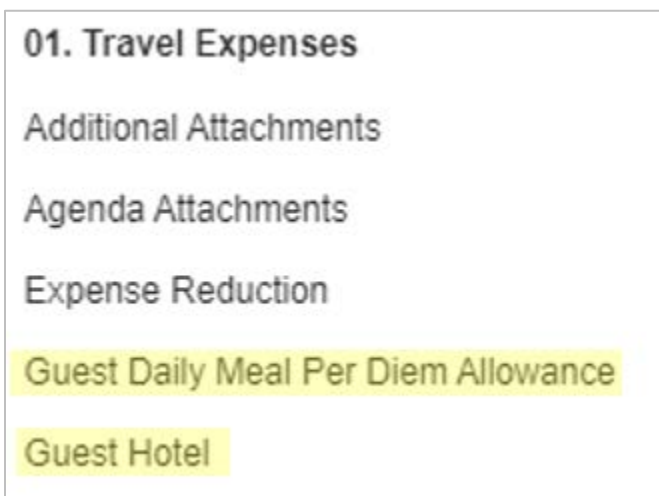 01. Travel Expenses
Additional Attachments
Agenda Attachments
Expense Reduction
Guest Daily Meal Per Diem Allowance
Guest Hotel